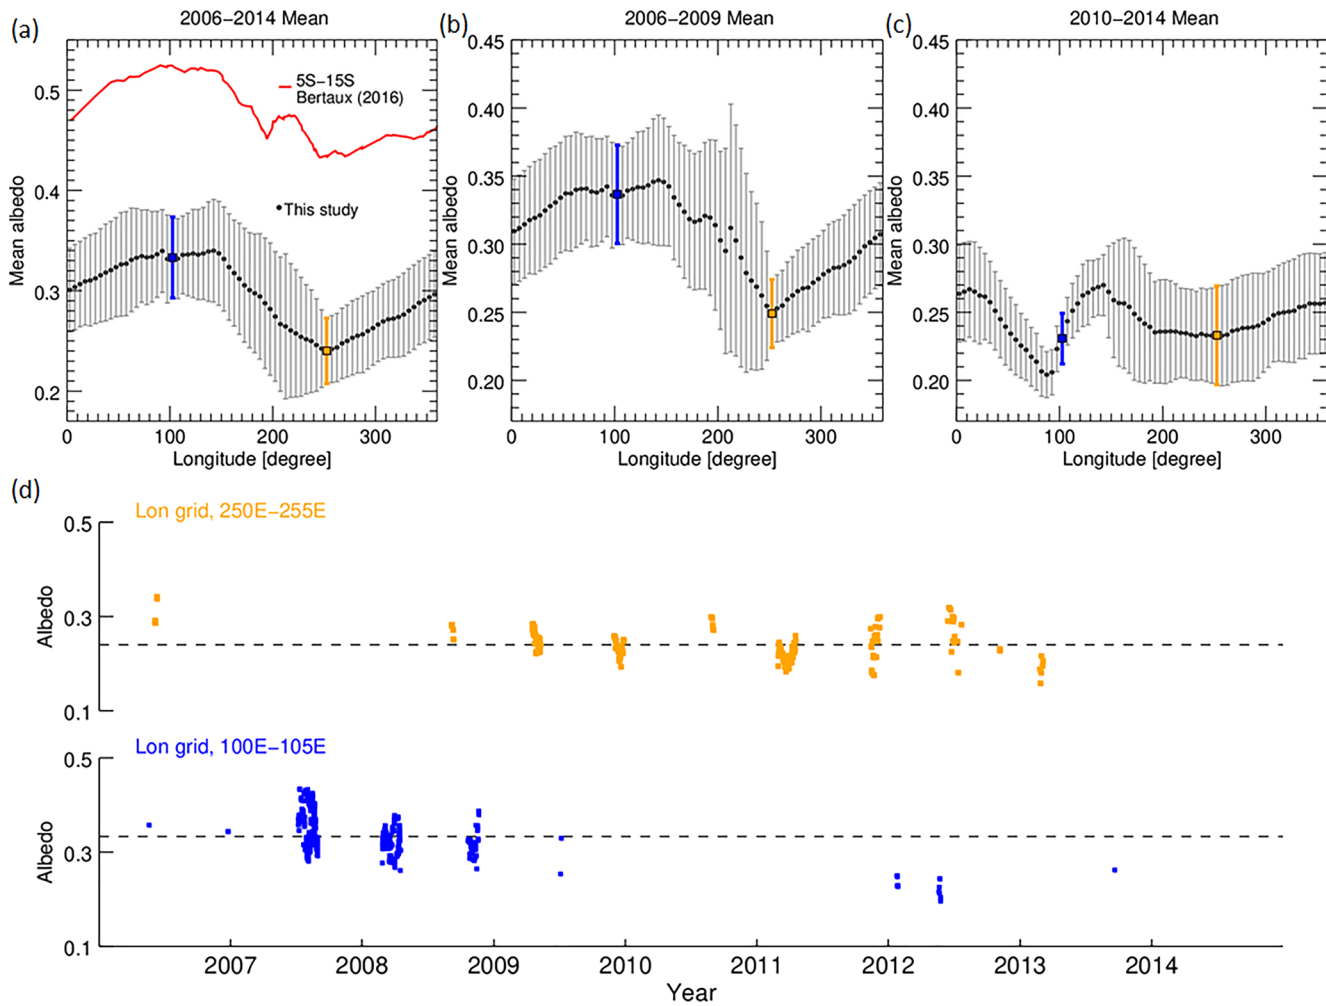 (a)
2006−2014 Mean
5S−15S
Bertaux (2016)
This study
Mean albedo
0.5
0.4
0.3
0.2
0
100
200
300
Longitude [degree]
(b)
2006−2009 Mean
Mean albedo
0.45
0.40
0.35
0.30
0.25
0.20
0
100
200
300
Longitude [degree]
(c)
2010−2014 Mean
Mean albedo
0.45
0.40
0.35
0.30
0.25
0.20
0
100
200
300
Longitude [degree]
(d)
Lon grid, 250E−255E
Albedo
0.5
0.3
0.1
Lon grid, 100E−105E
Albedo
0.5
0.3
0.1
2007
2008
2009
2010
2011
2012
2013
2014
Year